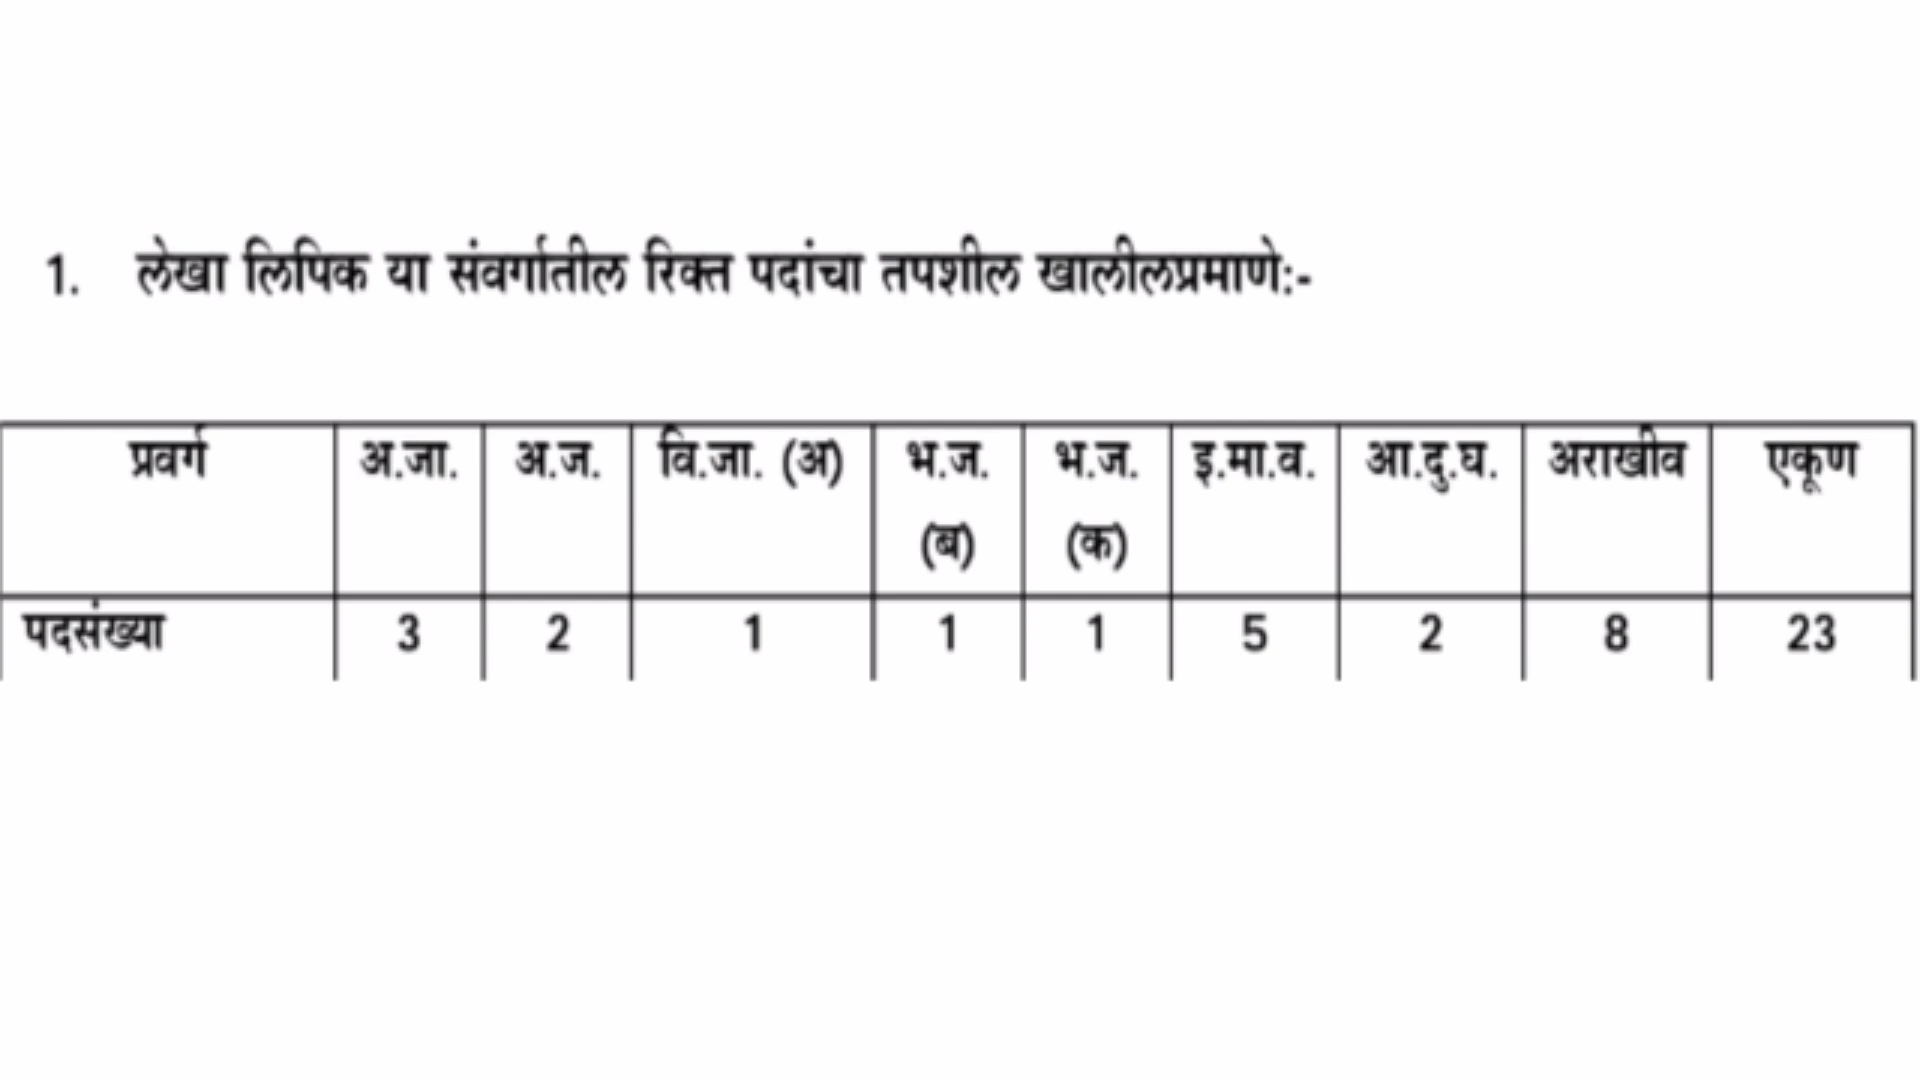 1. लेखा लिपिक या संवर्गातील रिक्त पदांचा तपशील खालीलप्रमाणे:-
प्रवर्ग अ.जा. अ.ज. वि.जा. (अ) भ.ज. भ.ज. इ.मा.व. आ.दु.घ. अराखीव एकूण
(ब) (क)
पदसंख्या 3 2 1 1 1 5 2 8 23